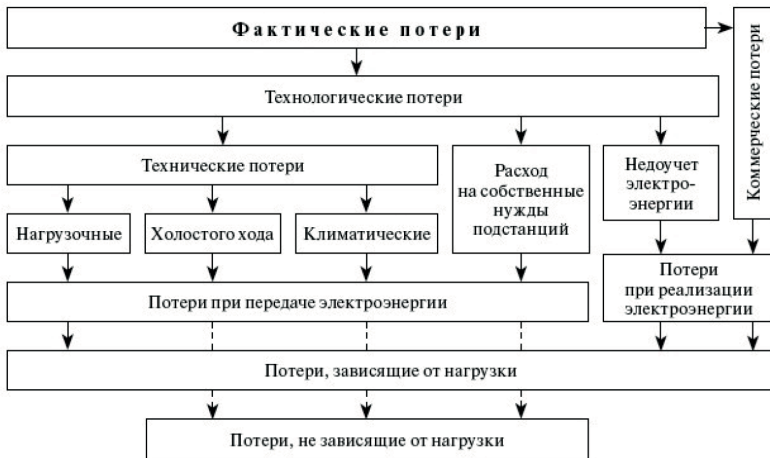 Фактические потери
Коммерческие потери
Технологические потери
Технические потери
Расход
на собственные
нужды
подстанций
Недоучет
электро-
энергии
Нагрузочные
Холостого хода
Климатические
Потери при передаче электроэнергии
Потери
при реализации
электроэнергии
Потери, зависящие от нагрузки
Потери, не зависящие от нагрузки